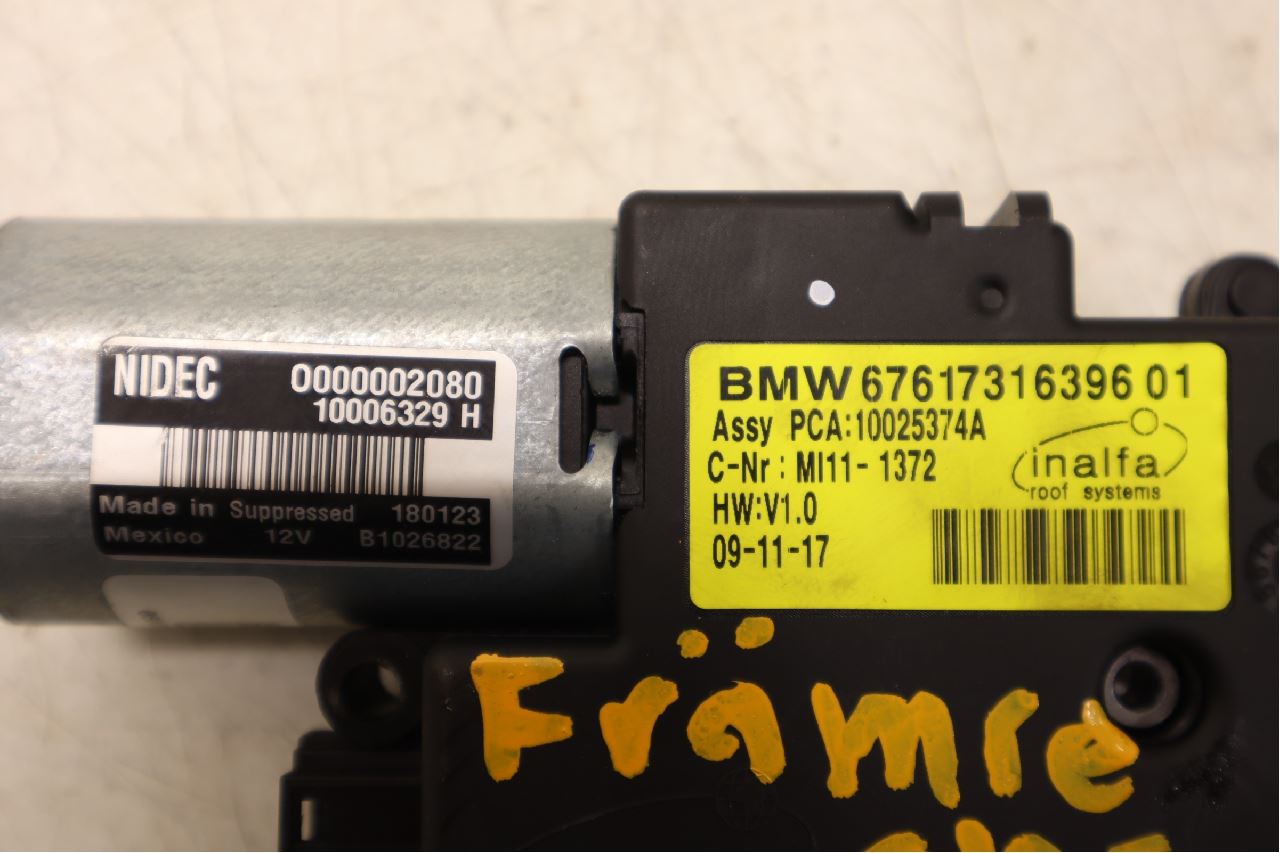 NIDEC O000002080
10006329 H
Made in Suppressed 180123
Mexico 12V B1026822
BMW 67617316396 01
Assy PCA:10025374A
C-Nr : MI11-1372
inalfa
roof systems
HW:V1.0
09-11-17
Främre